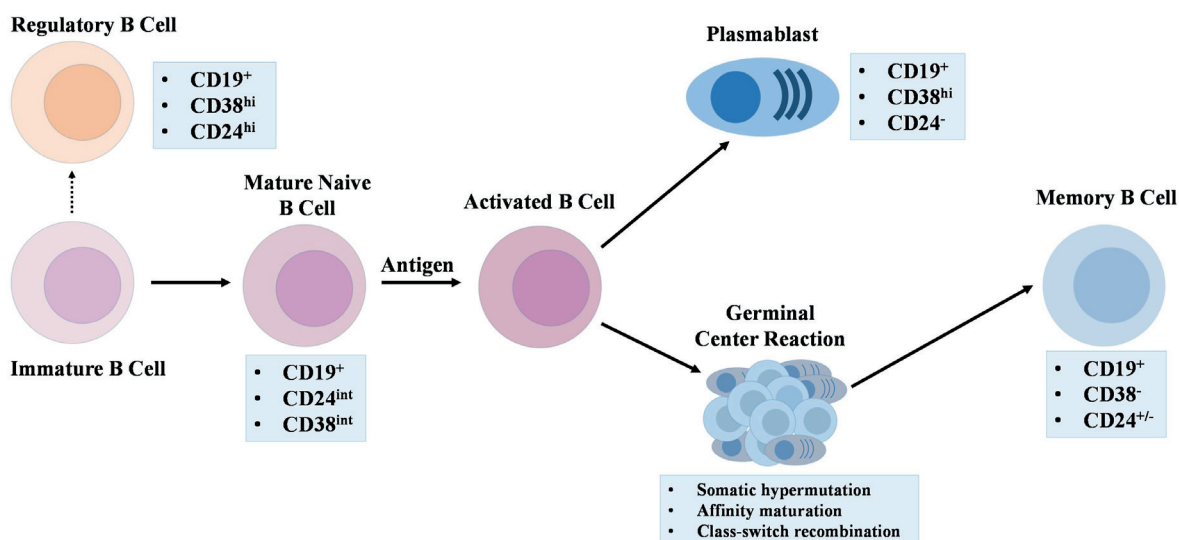 Regulatory B Cell
• CD19⁺
• CD38ʰⁱ
• CD24ʰⁱ
Plasmablast
• CD19⁺
• CD38ʰⁱ
• CD24⁻
Mature Naive
B Cell
Antigen
Activated B Cell
Memory B Cell
Immature B Cell
• CD19⁺
• CD24ⁱⁿᵗ
• CD38ⁱⁿᵗ
Germinal
Center Reaction
• Somatic hypermutation
• Affinity maturation
• Class-switch recombination
• CD19⁺
• CD38⁻
• CD24⁺ᐟ⁻